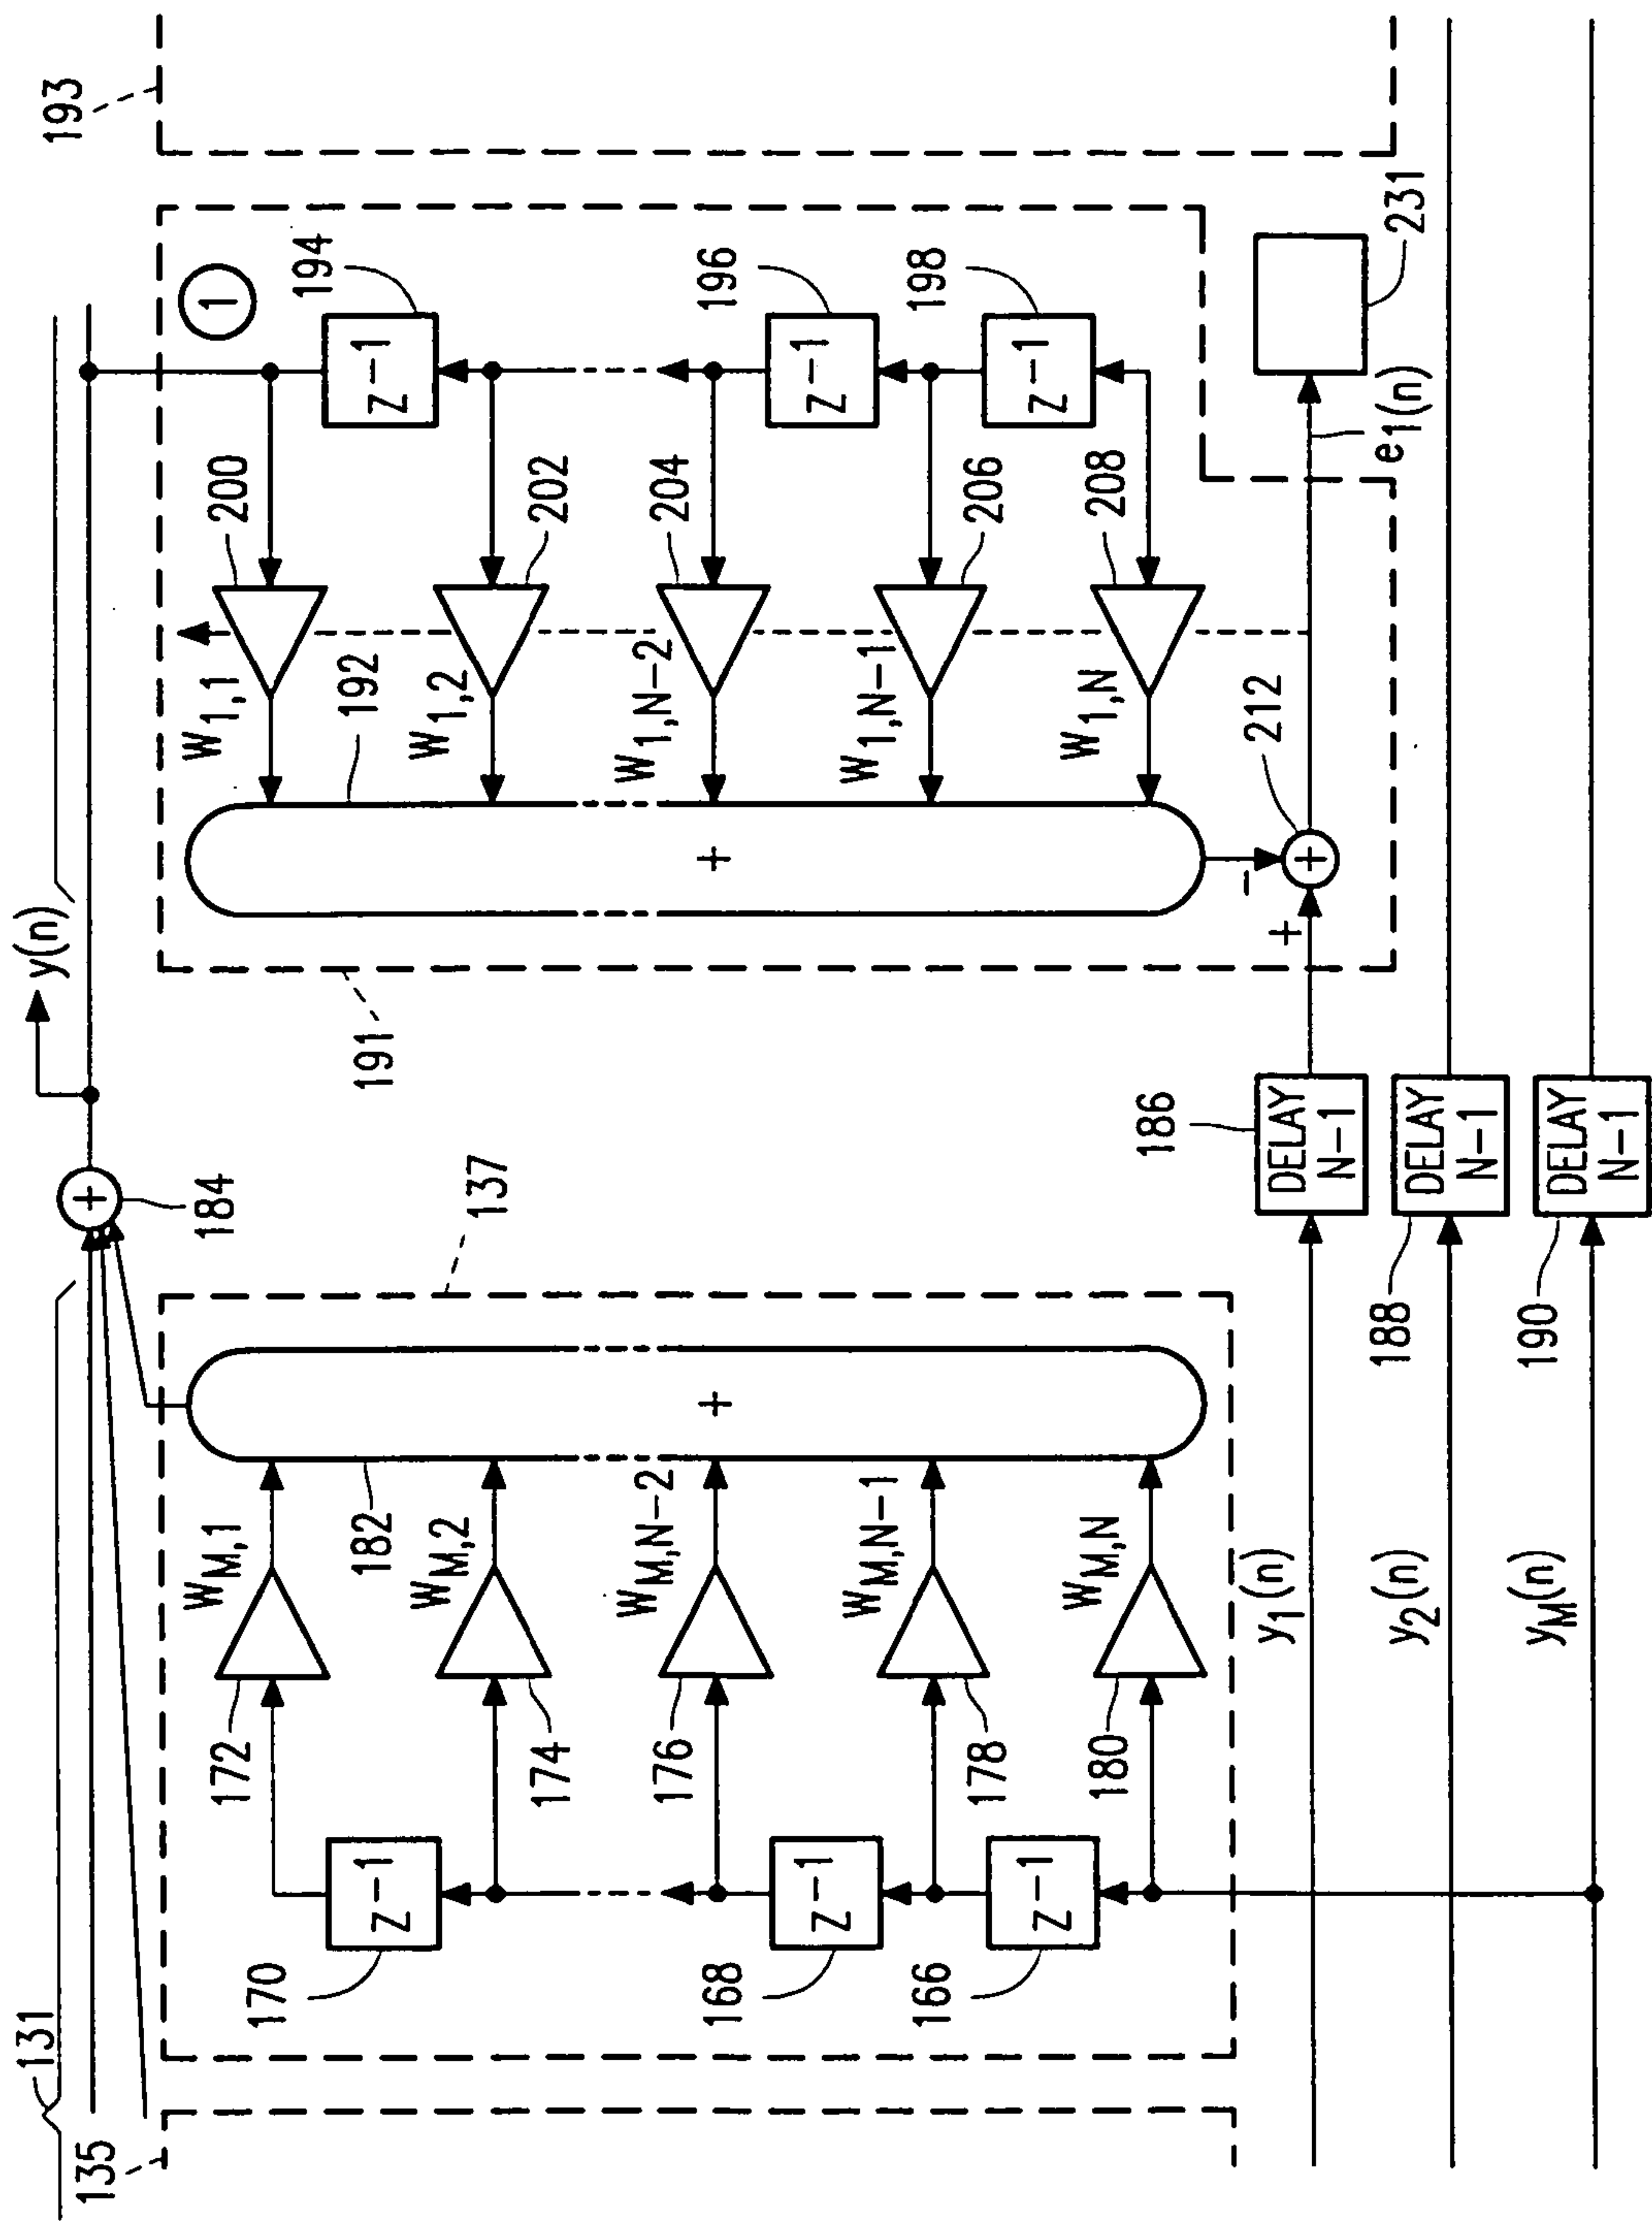 135
131
170
z-1
168
z-1
166
z-1
172
WM,1
174
WM,2
176
WM,N-2
178
WM,N-1
180
WM,N
182
+
137
y1(n)
y2(n)
yM(n)
+
184
y(n)
186
DELAY
N-1
188
DELAY
N-1
190
DELAY
N-1
191
+
192
W1,1
200
W1,2
202
W1,N-2
204
W1,N-1
206
W1,N
208
+
-
+
212
1
194
z-1
196
z-1
198
z-1
e1(n)
231
193